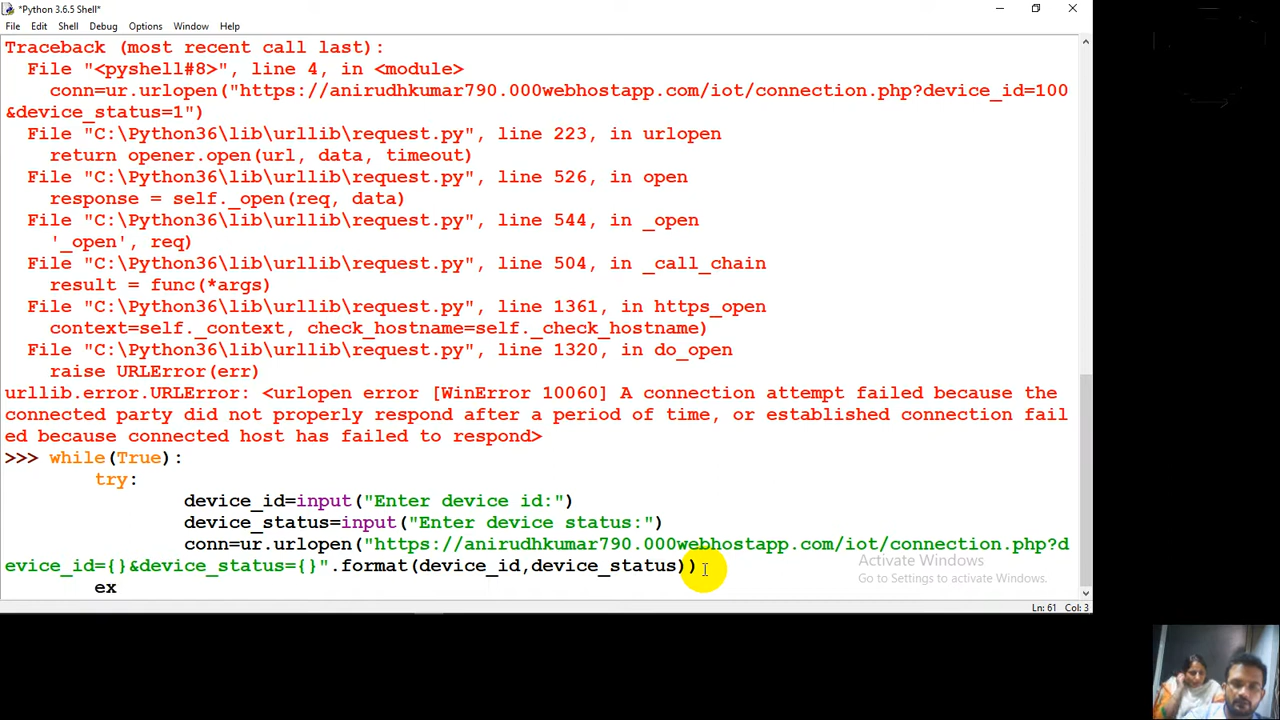 *Python 3.6.5 Shell*
File Edit Shell Debug Options Window Help
Traceback (most recent call last):
File "<pyshell#8>", line 4, in <module>
conn=ur.urlopen("https://anirudhkumar790.000webhostapp.com/iot/connection.php?device_id=100
&device_status=1")
File "C:\Python36\lib\urllib\request.py", line 223, in urlopen
return opener.open(url, data, timeout)
File "C:\Python36\lib\urllib\request.py", line 526, in open
response = self._open(req, data)
File "C:\Python36\lib\urllib\request.py", line 544, in _open
'_open', req)
File "C:\Python36\lib\urllib\request.py", line 504, in _call_chain
result = func(*args)
File "C:\Python36\lib\urllib\request.py", line 1361, in https_open
context=self._context, check_hostname=self._check_hostname)
File "C:\Python36\lib\urllib\request.py", line 1320, in do_open
raise URLError(err)
urllib.error.URLError: <urlopen error [WinError 10060] A connection attempt failed because the
connected party did not properly respond after a period of time, or established connection fail
ed because connected host has failed to respond>
>>> while(True):
try:
device_id=input("Enter device id:")
device_status=input("Enter device status:")
conn=ur.urlopen("https://anirudhkumar790.000webhostapp.com/iot/connection.php?d
evice_id={}&device_status={}".format(device_id,device_status))
ex
Activate Windows
Go to Settings to activate Windows.
Ln: 61 Col: 3